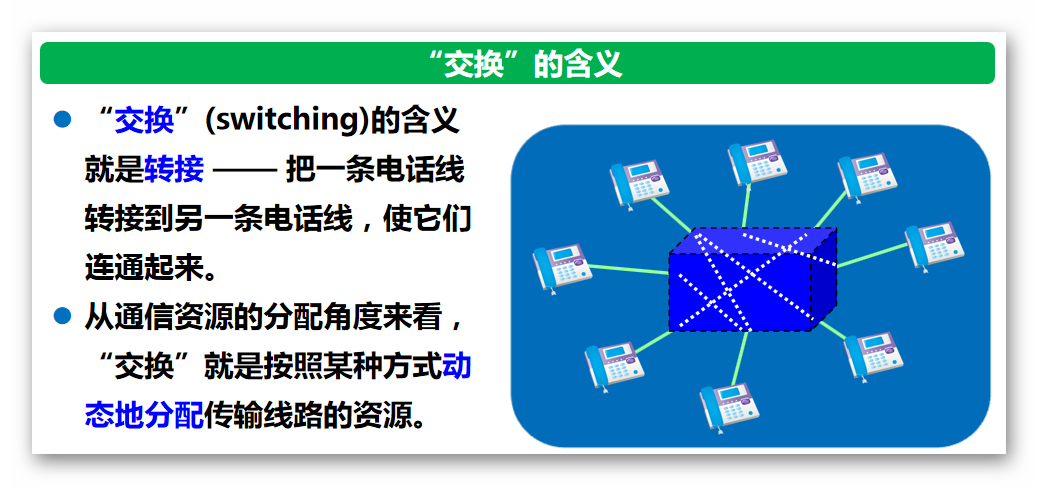 “交换”的含义
“交换”(switching)的含义
就是转接 —— 把一条电话线
转接到另一条电话线，使它们
连通起来。
从通信资源的分配角度来看，
“交换”就是按照某种方式动
态地分配传输线路的资源。